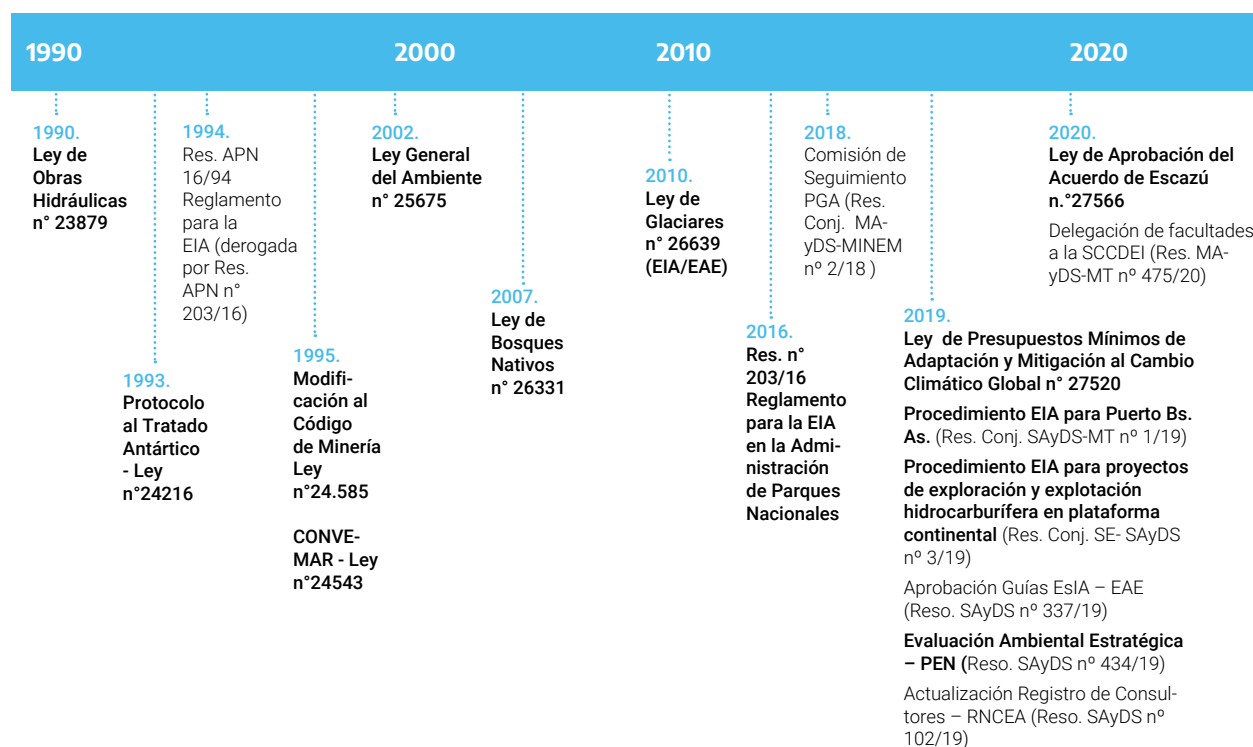 1990
2000
2010
2020
1990.
Ley de
Obras
Hidráulicas
n° 23879
1993.
Protocolo
al Tratado
Antártico
- Ley
n°24216
1994.
Res. APN
16/94
Reglamento
para la
EIA (derogada
por Res.
APN n°
203/16)
1995.
Modifi-
cación al
Código
de Minería
Ley
n°24.585
CONVE-
MAR - Ley
n°24543
2002.
Ley General
del Ambiente
n° 25675
2007.
Ley de
Bosques
Nativos
n° 26331
2010.
Ley de
Glaciares
n° 26639
(EIA/EAE)
2016.
Res. n°
203/16
Reglamento
para la EIA
en la Admi-
nistración
de Parques
Nacionales
2018.
Comisión de
Seguimiento
PGA (Res.
Conj. MA-
yDS-MINEM
nº 2/18 )
2019.
Ley de Presupuestos Mínimos de
Adaptación y Mitigación al Cambio
Climático Global n° 27520
Procedimiento EIA para Puerto Bs.
As. (Res. Conj. SAyDS-MT nº 1/19)
Procedimiento EIA para proyectos
de exploración y explotación
hidrocarburífera en plataforma
continental (Res. Conj. SE- SAyDS
nº 3/19)
Aprobación Guías EsIA – EAE
(Reso. SAyDS nº 337/19)
Evaluación Ambiental Estratégica
– PEN (Reso. SAyDS nº 434/19)
Actualización Registro de Consul-
tores – RNCEA (Reso. SAyDS nº
102/19)
2020.
Ley de Aprobación del
Acuerdo de Escazú
n.°27566
Delegación de facultades
a la SCCDEI (Res. MA-
yDS-MT nº 475/20)